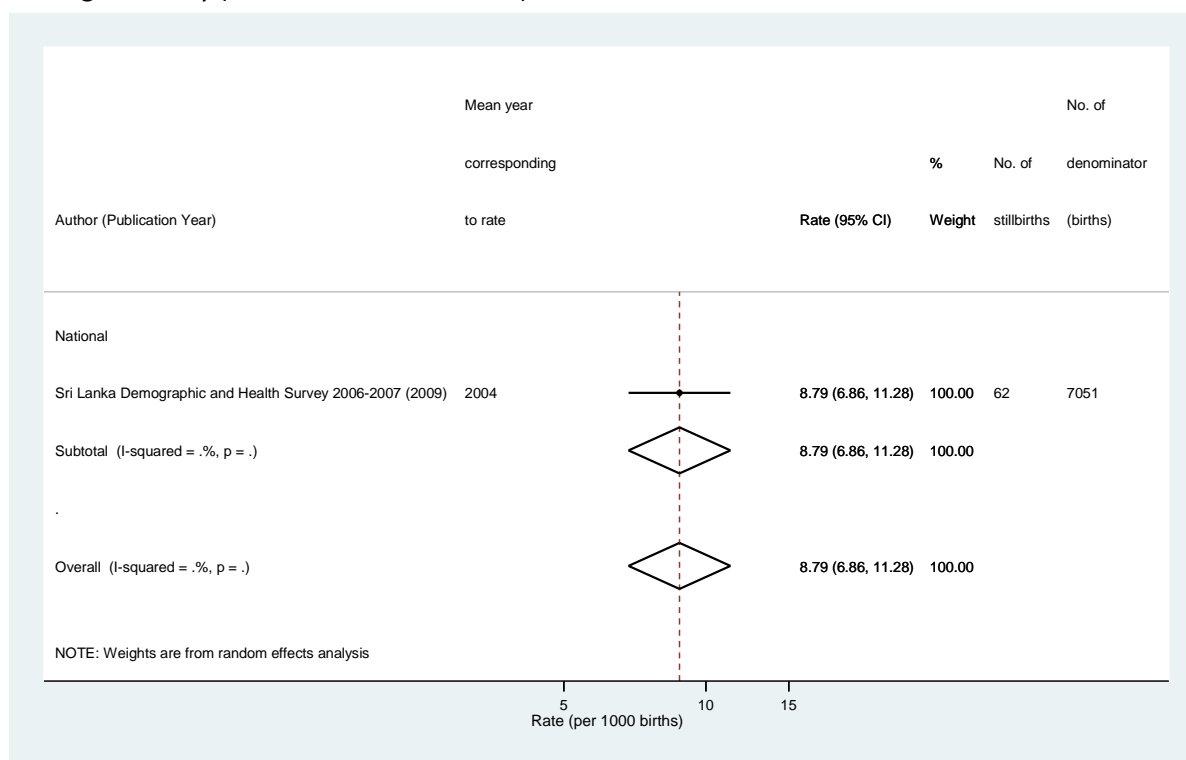 Mean year No. of
corresponding % No. of denominator
Author (Publication Year) to rate Rate (95% CI) Weight stillbirths (births)
National
Sri Lanka Demographic and Health Survey 2006-2007 (2009) 2004 8.79 (6.86, 11.28) 100.00 62 7051
Subtotal (I-squared = .%, p = .) 8.79 (6.86, 11.28) 100.00
.
Overall (I-squared = .%, p = .) 8.79 (6.86, 11.28) 100.00
NOTE: Weights are from random effects analysis
5 10 15
Rate (per 1000 births)